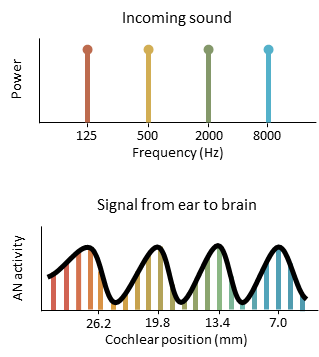 Incoming sound
Power
125 500 2000 8000
Frequency (Hz)
Signal from ear to brain
AN activity
26.2 19.8 13.4 7.0
Cochlear position (mm)